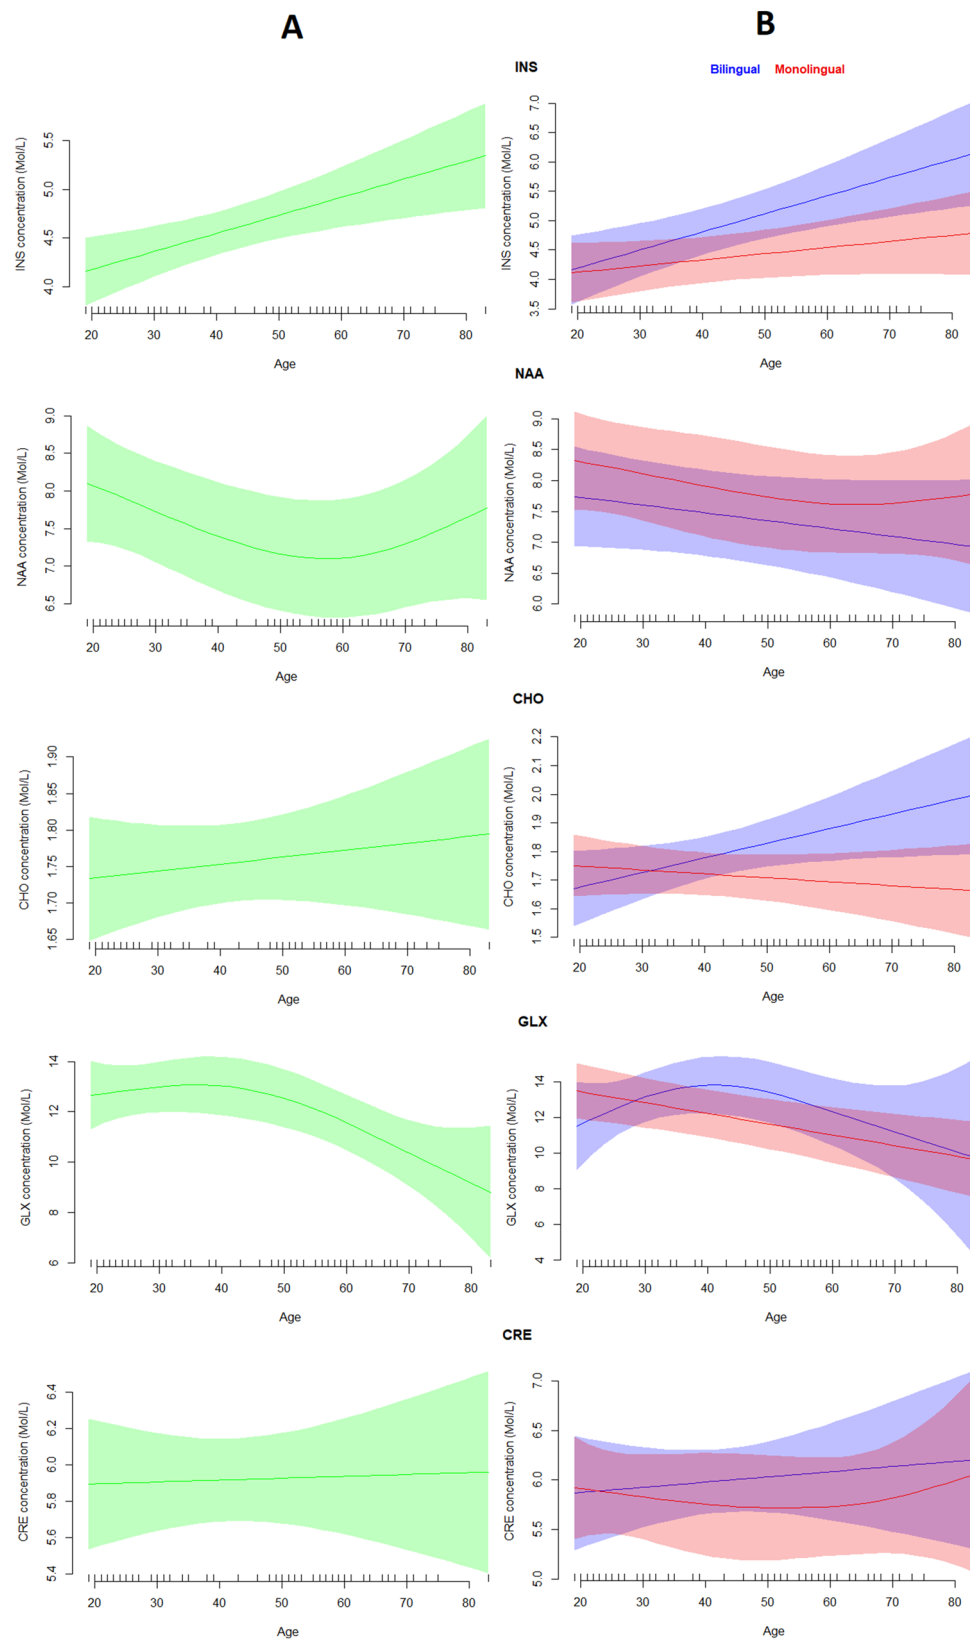 A B
INS
Bilingual Monolingual
INS concentration (Mol/L)
4.0 4.5 5.0 5.5
20 30 40 50 60 70 80
Age
INS concentration (Mol/L)
3.5 4.0 4.5 5.0 5.5 6.0 6.5 7.0
20 30 40 50 60 70 80
Age
NAA
NAA concentration (Mol/L)
6.5 7.0 7.5 8.0 8.5 9.0
20 30 40 50 60 70 80
Age
NAA concentration (Mol/L)
6.0 6.5 7.0 7.5 8.0 8.5 9.0
20 30 40 50 60 70 80
Age
CHO
CHO concentration (Mol/L)
1.65 1.70 1.75 1.80 1.85 1.90
20 30 40 50 60 70 80
Age
CHO concentration (Mol/L)
1.5 1.6 1.7 1.8 1.9 2.0 2.1 2.2
20 30 40 50 60 70 80
Age
GLX
GLX concentration (Mol/L)
6 8 10 12 14
20 30 40 50 60 70 80
Age
GLX concentration (Mol/L)
4 6 8 10 12 14
20 30 40 50 60 70 80
Age
CRE
CRE concentration (Mol/L)
5.4 5.6 5.8 6.0 6.2 6.4
20 30 40 50 60 70 80
Age
CRE concentration (Mol/L)
5.0 5.5 6.0 6.5 7.0
20 30 40 50 60 70 80
Age